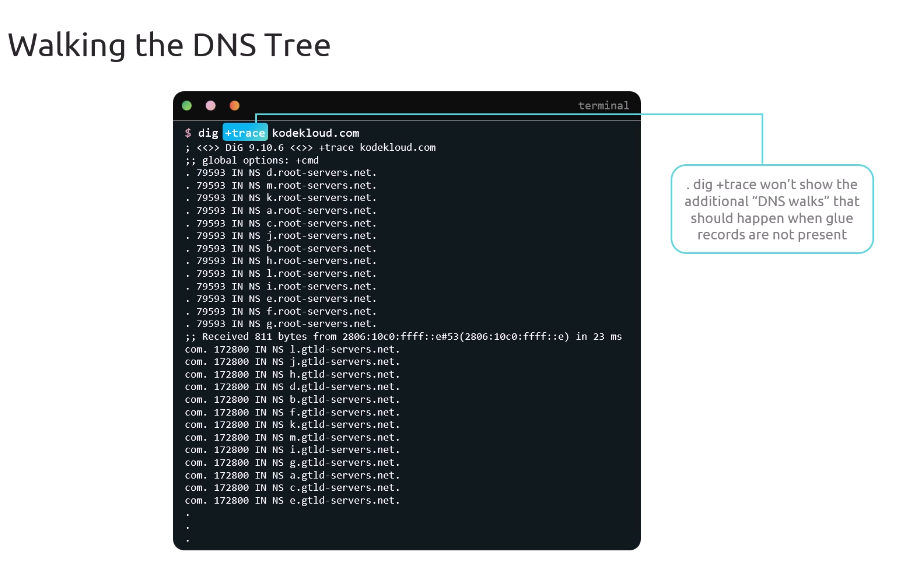 Walking the DNS Tree
terminal
$ dig +trace kodekloud.com
; <<>> DiG 9.10.6 <<>> +trace kodekloud.com
;; global options: +cmd
. 79593 IN NS d.root-servers.net.
. 79593 IN NS m.root-servers.net.
. 79593 IN NS k.root-servers.net.
. 79593 IN NS a.root-servers.net.
. 79593 IN NS c.root-servers.net.
. 79593 IN NS j.root-servers.net.
. 79593 IN NS b.root-servers.net.
. 79593 IN NS h.root-servers.net.
. 79593 IN NS l.root-servers.net.
. 79593 IN NS i.root-servers.net.
. 79593 IN NS e.root-servers.net.
. 79593 IN NS f.root-servers.net.
. 79593 IN NS g.root-servers.net.
;; Received 811 bytes from 2806:10c0:ffff::e#53(2806:10c0:ffff::e) in 23 ms
com. 172800 IN NS l.gtld-servers.net.
com. 172800 IN NS j.gtld-servers.net.
com. 172800 IN NS h.gtld-servers.net.
com. 172800 IN NS d.gtld-servers.net.
com. 172800 IN NS b.gtld-servers.net.
com. 172800 IN NS f.gtld-servers.net.
com. 172800 IN NS k.gtld-servers.net.
com. 172800 IN NS m.gtld-servers.net.
com. 172800 IN NS i.gtld-servers.net.
com. 172800 IN NS g.gtld-servers.net.
com. 172800 IN NS a.gtld-servers.net.
com. 172800 IN NS c.gtld-servers.net.
com. 172800 IN NS e.gtld-servers.net.
.
.
.
. dig +trace won't show the
additional “DNS walks” that
should happen when glue
records are not present